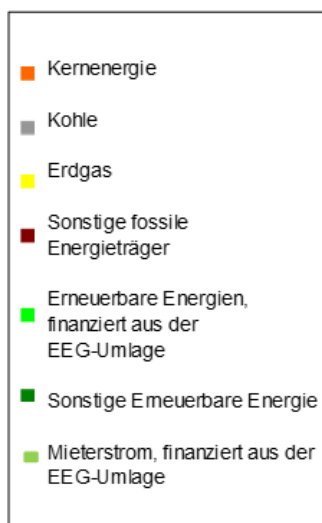 Kernenergie
Kohle
Erdgas
Sonstige fossile
Energieträger
Erneuerbare Energien,
finanziert aus der
EEG-Umlage
Sonstige Erneuerbare Energie
Mieterstrom, finanziert aus der
EEG-Umlage